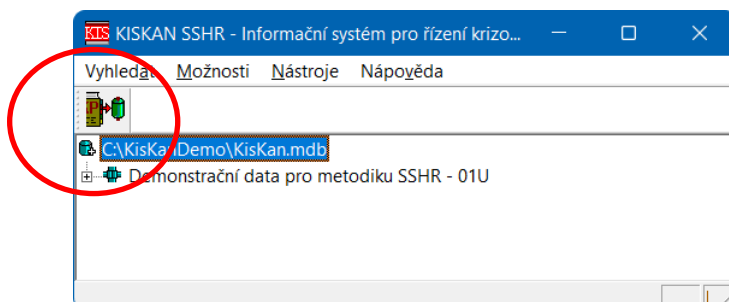 KIS KISKAN SSHR - Informační systém pro řízení krizo...
Vyhledat Možnosti Nástroje Nápověda
C:\KisKanDemo\KisKan.mdb
Demonstrační data pro metodiku SSHR - 01U